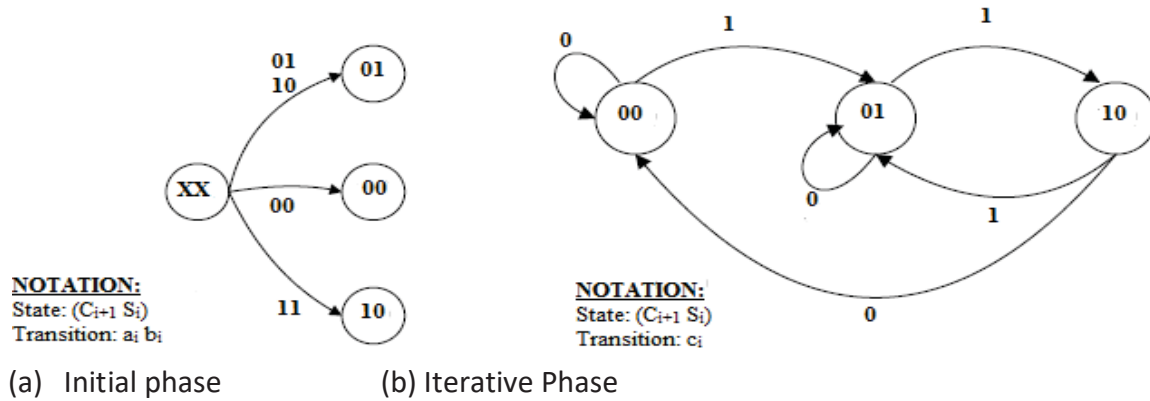 01
10
01
XX
00
00
11
10
NOTATION:
State: (Cᵢ₊₁ Sᵢ)
Transition: aᵢ bᵢ
(a) Initial phase
0
1
1
00
01
10
0
1
0
NOTATION:
State: (Cᵢ₊₁ Sᵢ)
Transition: cᵢ
(b) Iterative Phase